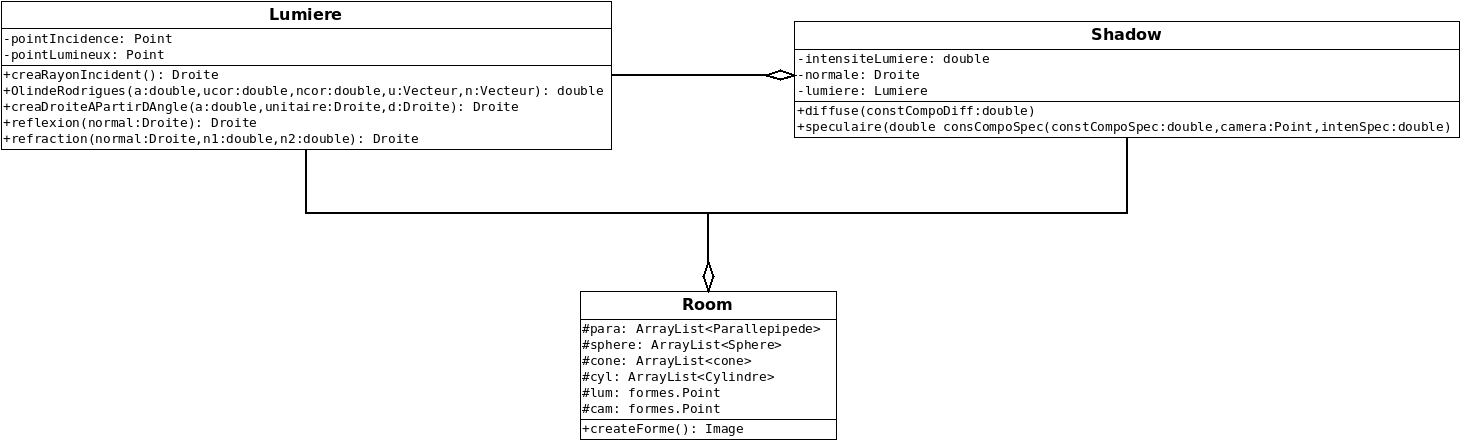 Lumiere
-pointIncidence: Point
-pointLumineux: Point
+creaRayonIncident(): Droite
+OlindeRodrigues(a:double,ucor:double,ncor:double,u:Vecteur,n:Vecteur): double
+creaDroiteAPartirDAngle(a:double,unitaire:Droite,d:Droite): Droite
+reflexion(normal:Droite): Droite
+refraction(normal:Droite,n1:double,n2:double): Droite
Shadow
-intensiteLumiere: double
-normale: Droite
-lumiere: Lumiere
+diffuse(constCompoDiff:double)
+speculaire(double consCompoSpec(constCompoSpec:double,camera:Point,intenSpec:double)
Room
#para: ArrayList<Parallepipede>
#sphere: ArrayList<Sphere>
#cone: ArrayList<cone>
#cyl: ArrayList<Cylindre>
#lum: formes.Point
#cam: formes.Point
+createForme(): Image